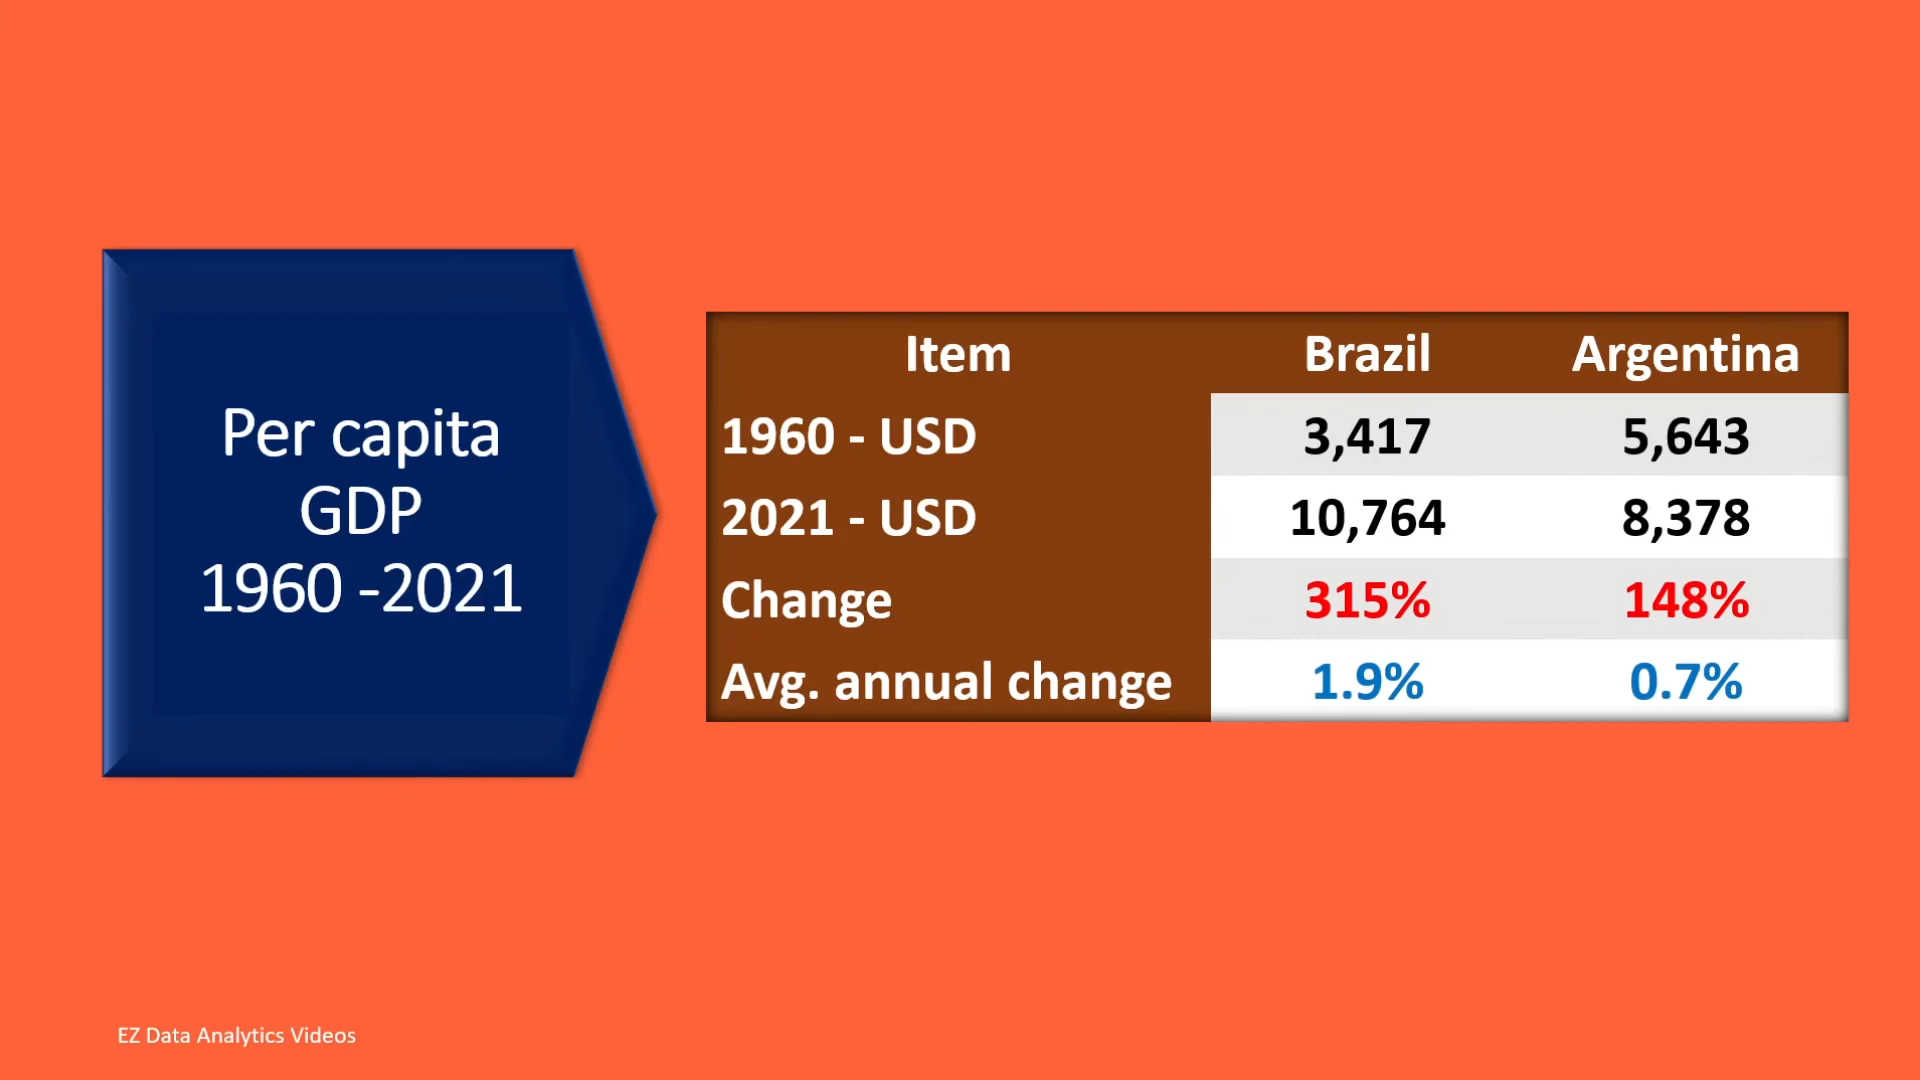 Per capita
GDP
1960 -2021
Item Brazil Argentina
1960 - USD 3,417 5,643
2021 - USD 10,764 8,378
Change 315% 148%
Avg. annual change 1.9% 0.7%
EZ Data Analytics Videos